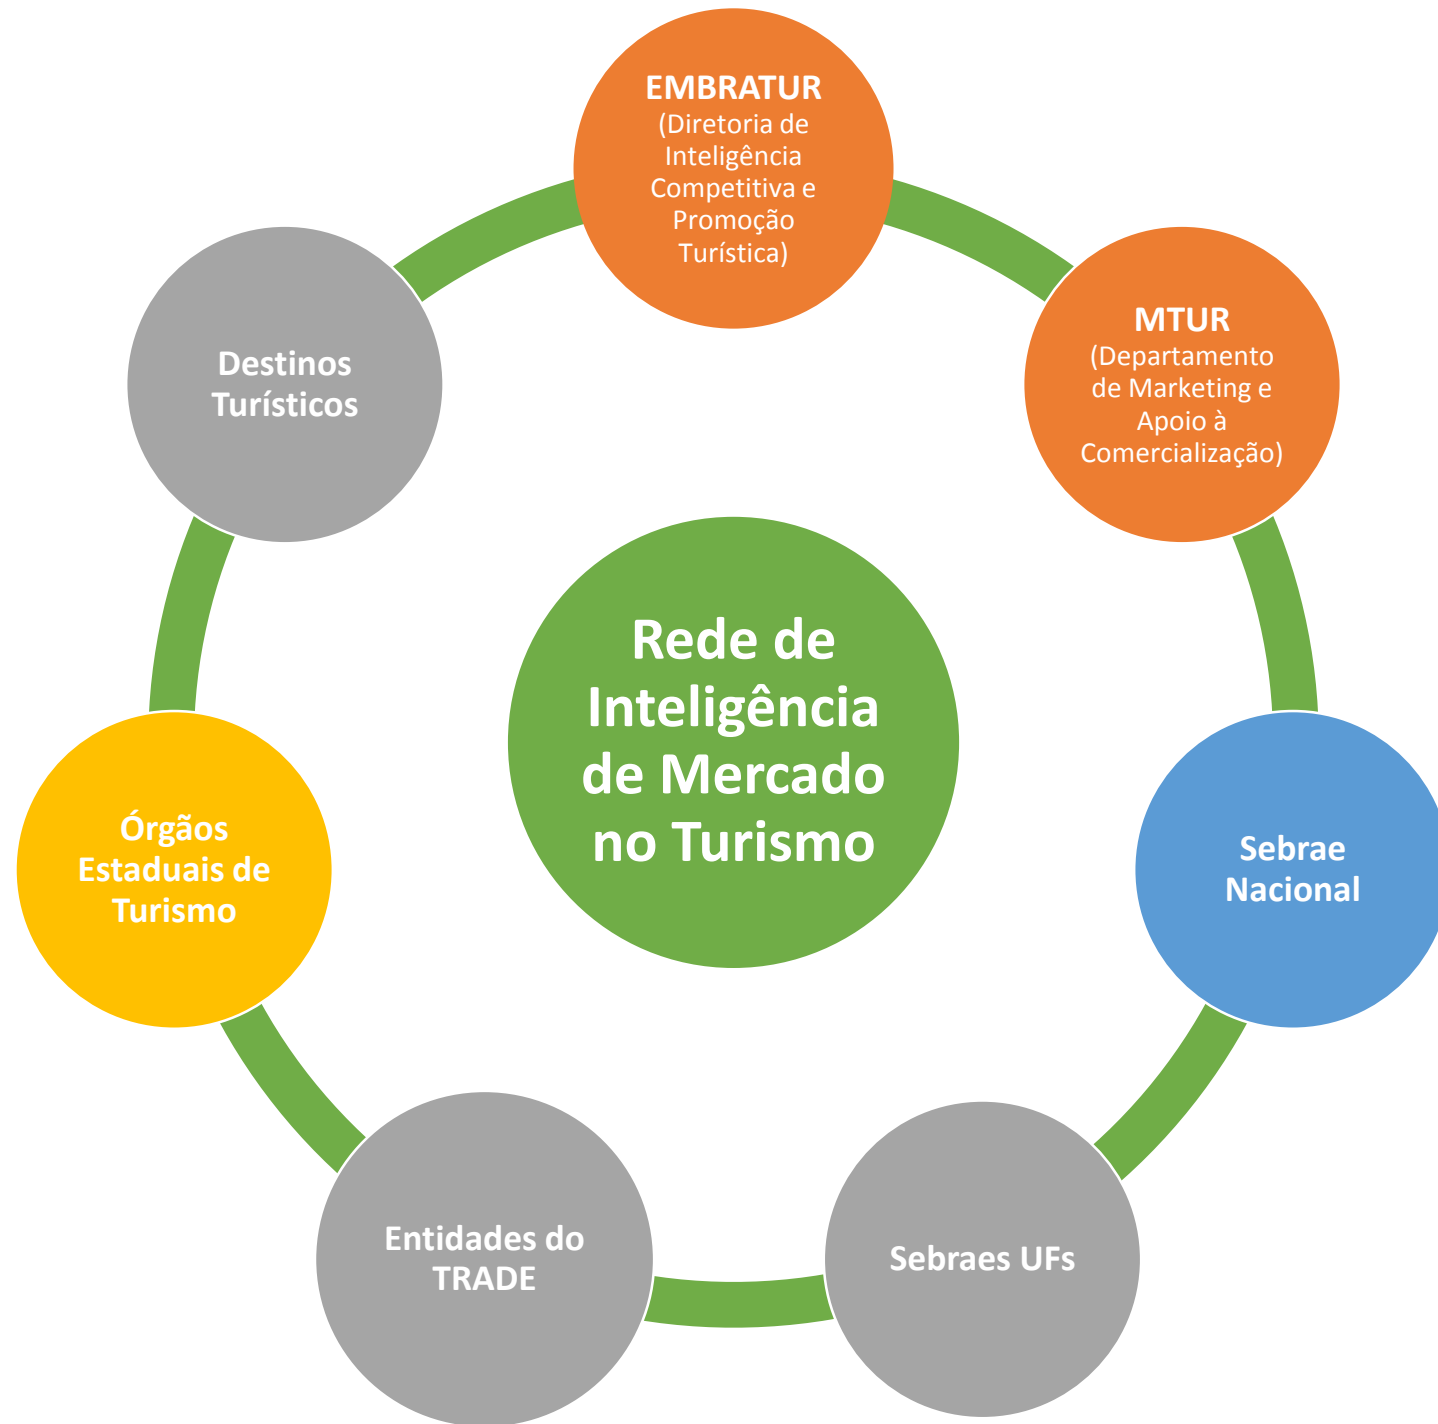 EMBRATUR
(Diretoria de
Inteligência
Competitiva e
Promoção
Turística)
MTUR
(Departamento
de Marketing e
Apoio à
Comercialização)
Destinos
Turísticos
Rede de
Inteligência
de Mercado
no Turismo
Órgãos
Estaduais de
Turismo
Sebrae
Nacional
Entidades do
TRADE
Sebraes UFs